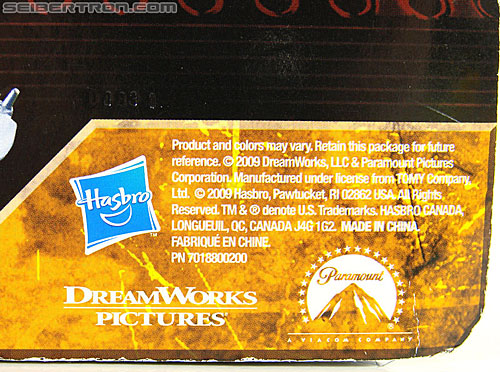 SEIBERTRON.COM
Product and colors may vary. Retain this package for future
reference. © 2009 DreamWorks, LLC & Paramount Pictures
Corporation. Manufactured under license from TOMY Company,
Ltd. © 2009 Hasbro, Pawtucket, RI 02862 USA. All Rights
Reserved. TM & ® denote U.S. Trademarks. HASBRO CANADA,
LONGUEUIL, QC, CANADA J4G 1G2. MADE IN CHINA.
FABRIQUÉ EN CHINE.
PN 7018800200
Hasbro
TM
DREAMWORKS
PICTURES
Paramount
A VIACOM COMPANY